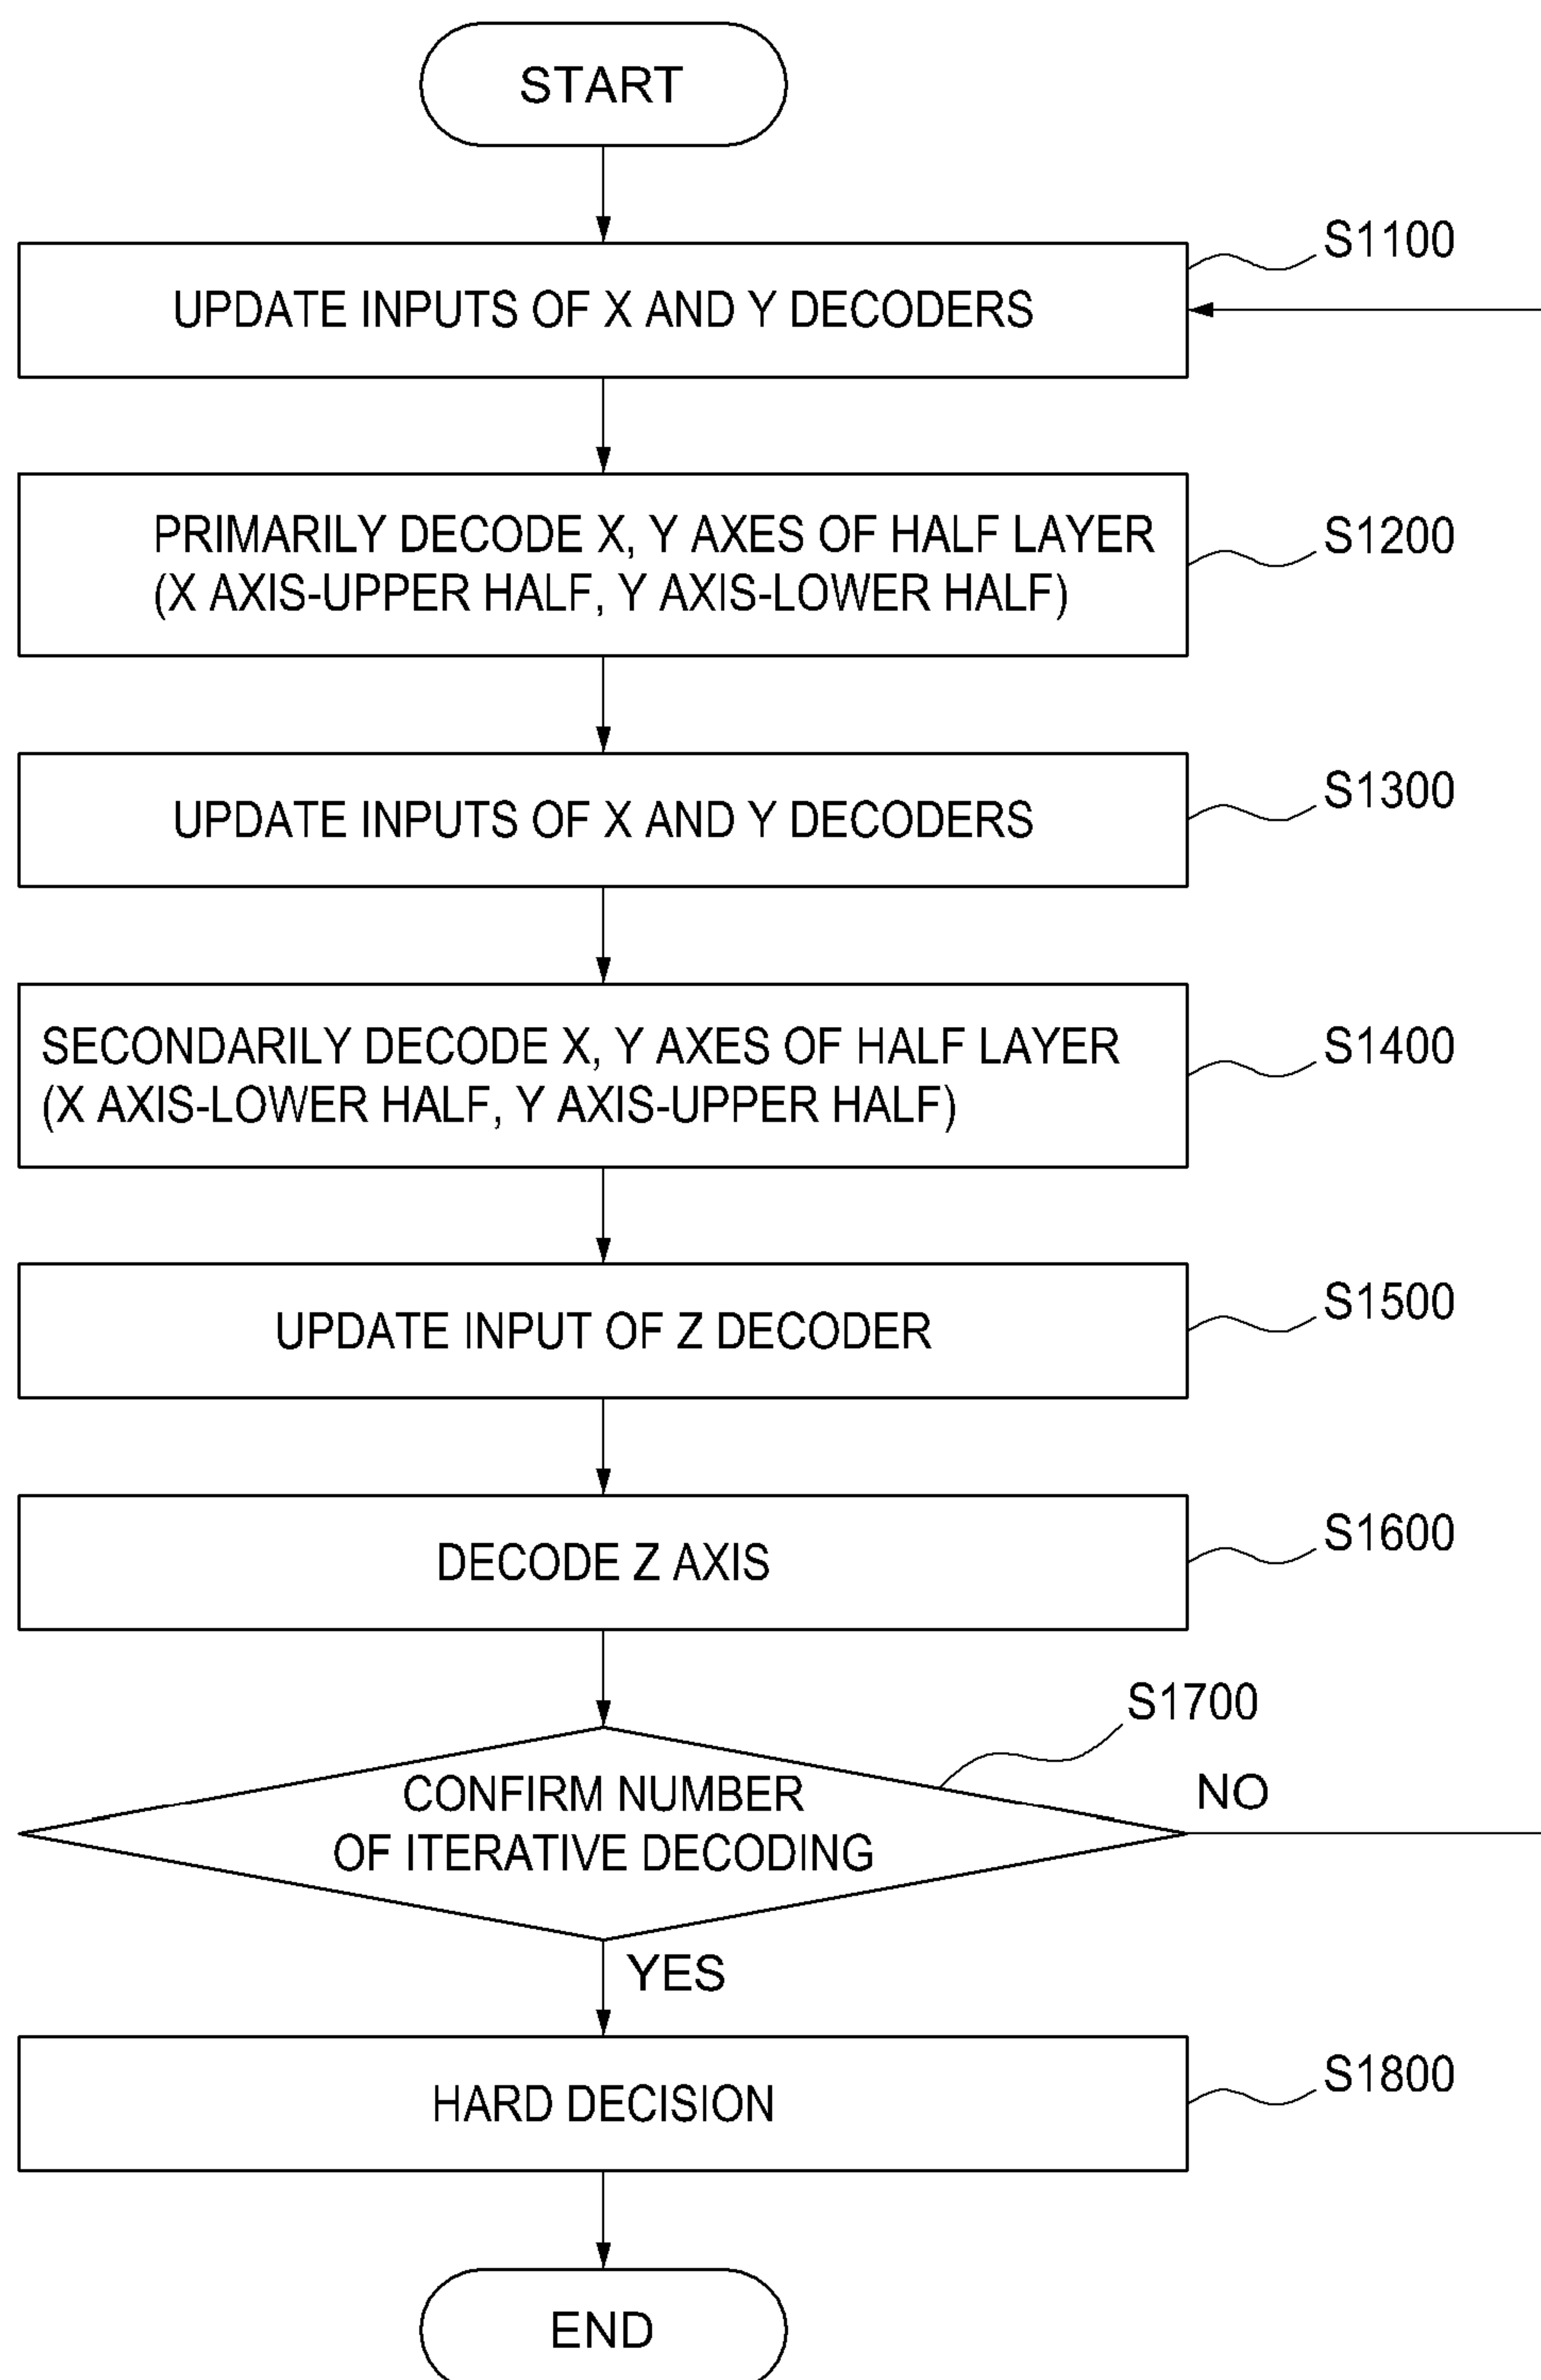 START
S1100
UPDATE INPUTS OF X AND Y DECODERS
PRIMARILY DECODE X, Y AXES OF HALF LAYER
(X AXIS-UPPER HALF, Y AXIS-LOWER HALF)
S1200
UPDATE INPUTS OF X AND Y DECODERS
S1300
SECONDARILY DECODE X, Y AXES OF HALF LAYER
(X AXIS-LOWER HALF, Y AXIS-UPPER HALF)
S1400
UPDATE INPUT OF Z DECODER
S1500
DECODE Z AXIS
S1600
S1700
CONFIRM NUMBER
OF ITERATIVE DECODING
NO
YES
HARD DECISION
S1800
END